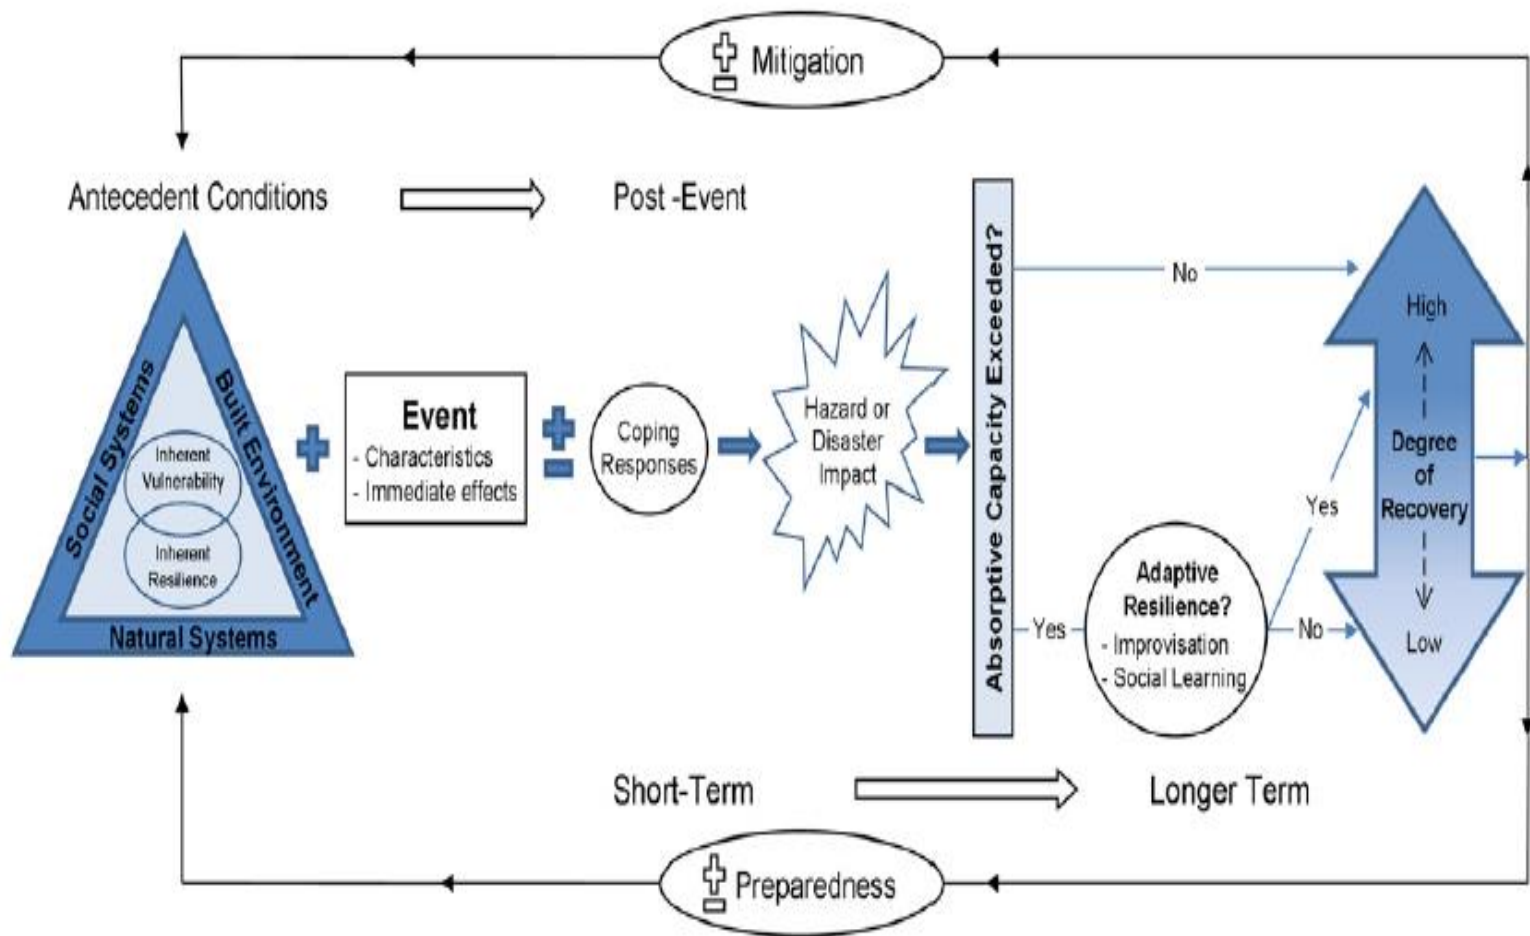 Mitigation
Antecedent Conditions
Post -Event
Social Systems
Built Environment
Natural Systems
Inherent
Vulnerability
Inherent
Resilience
+
Event
- Characteristics
- Immediate effects
Coping
Responses
Hazard or
Disaster
Impact
Absorptive Capacity Exceeded?
No
Yes
Adaptive
Resilience?
- Improvisation
- Social Learning
Yes
No
High
Degree
of
Recovery
Low
Short-Term
Longer Term
Preparedness